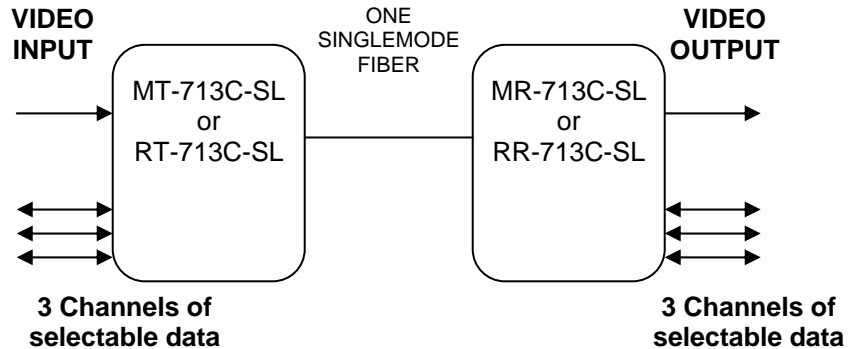 VIDEO
INPUT
ONE
SINGLEMODE
FIBER
VIDEO
OUTPUT
MT-713C-SL
or
RT-713C-SL
MR-713C-SL
or
RR-713C-SL
3 Channels of
selectable data
3 Channels of
selectable data